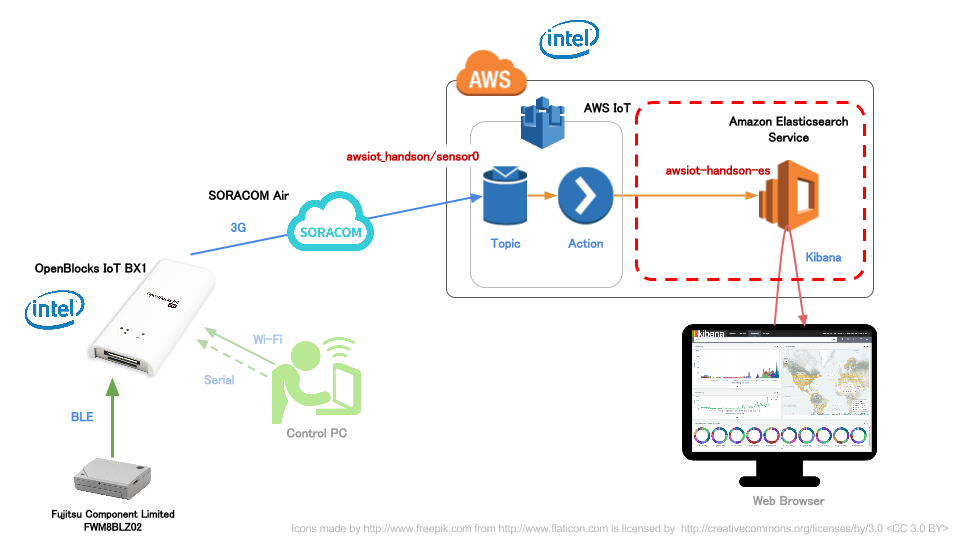 intel
AWS
AWS IoT
Amazon Elasticsearch
Service
awsiot_handson/sensor0
awsiot-handson-es
SORACOM Air
3G
SORACOM
Topic
Action
Kibana
OpenBlocks IoT BX1
intel
Wi-Fi
Serial
kibana
BLE
Control PC
Web Browser
Fujitsu Component Limited
FWM8BLZ02
Icons made by http://www.freepik.com from http://www.flaticon.com is licensed by http://creativecommons.org/licenses/by/3.0 <CC 3.0 BY>